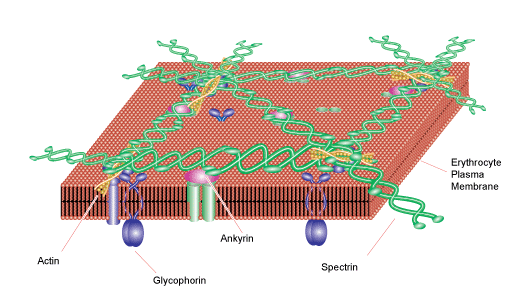 Erythrocyte
Plasma
Membrane
Ankyrin
Actin
Spectrin
Glycophorin